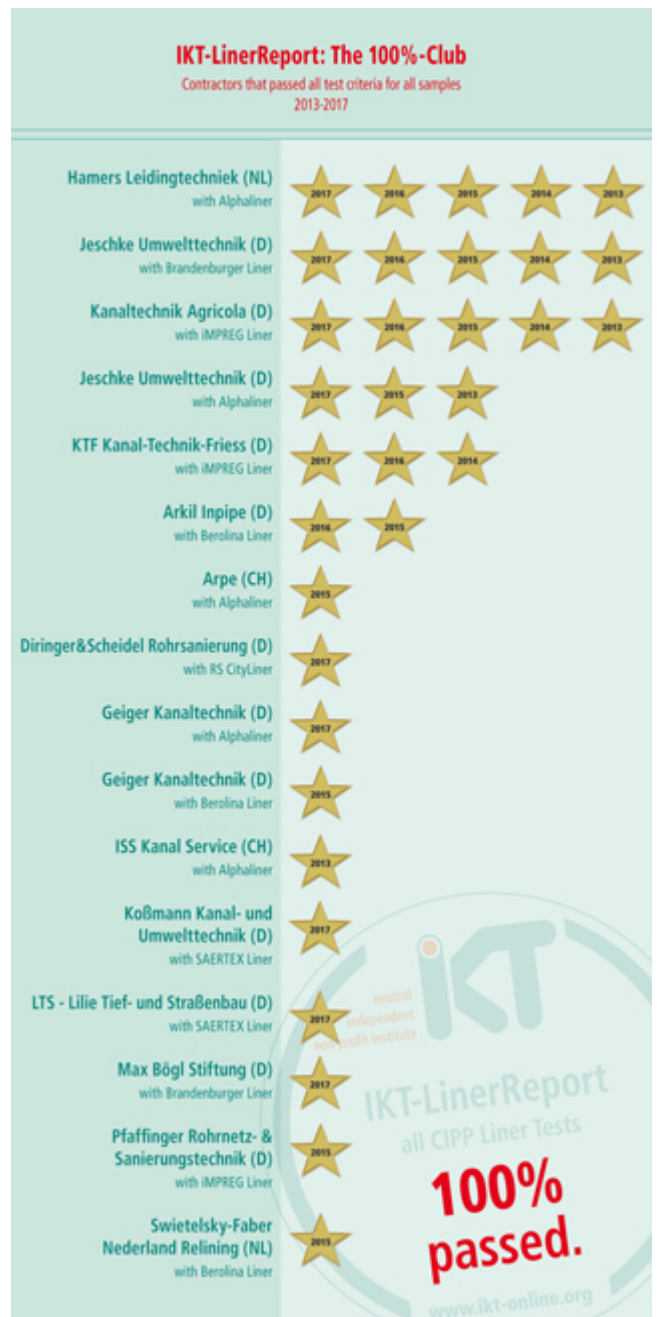 IKT-LinerReport: The 100%-Club
Contractors that passed all test criteria for all samples
2013-2017
Hamers Leidingtechniek (NL)
with Alphaliner
2017 2016 2015 2014 2013
Jeschke Umwelttechnik (D)
with Brandenburger Liner
2017 2016 2015 2014 2013
Kanaltechnik Agricola (D)
with iMPREG Liner
2017 2016 2015 2014 2013
Jeschke Umwelttechnik (D)
with Alphaliner
2017 2015 2013
KTF Kanal-Technik-Friess (D)
with iMPREG Liner
2017 2016 2014
Arkil Inpipe (D)
with Berolina Liner
2016 2015
Arpe (CH)
with Alphaliner
2015
Diringer&Scheidel Rohrsanierung (D)
with RS CityLiner
2017
Geiger Kanaltechnik (D)
with Alphaliner
2017
Geiger Kanaltechnik (D)
with Berolina Liner
2015
ISS Kanal Service (CH)
with Alphaliner
2013
Koßmann Kanal- und
Umwelttechnik (D)
with SAERTEX Liner
2017
LTS - Lilie Tief- und Straßenbau (D)
with SAERTEX Liner
2017
Max Bögl Stiftung (D)
with Brandenburger Liner
2017
Pfaffinger Rohrnetz- &
Sanierungstechnik (D)
with iMPREG Liner
2015
Swietelsky-Faber
Nederland Relining (NL)
with Berolina Liner
2015
iKT
neutral
independent
non-profit institute
IKT-LinerReport
all CIPP Liner Tests
100%
passed.
www.ikt-online.org